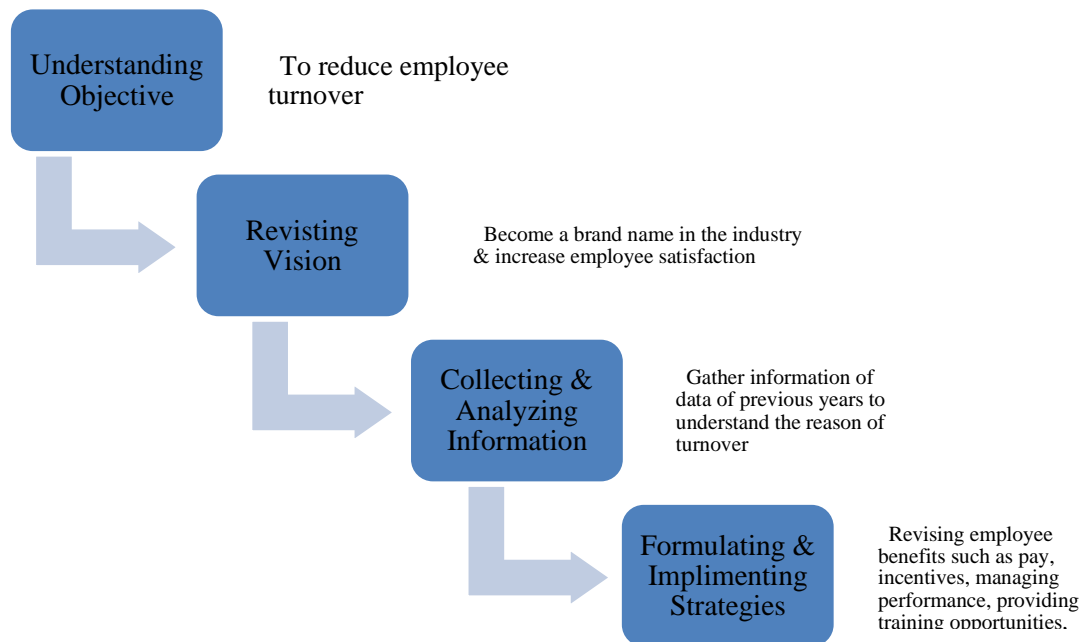 Understanding
Objective
To reduce employee
turnover
Revisting
Vision
Become a brand name in the industry
& increase employee satisfaction
Collecting &
Analyzing
Information
Gather information of
data of previous years to
understand the reason of
turnover
Formulating &
Implimenting
Strategies
Revising employee
benefits such as pay,
incentives, managing
performance, providing
training opportunities.